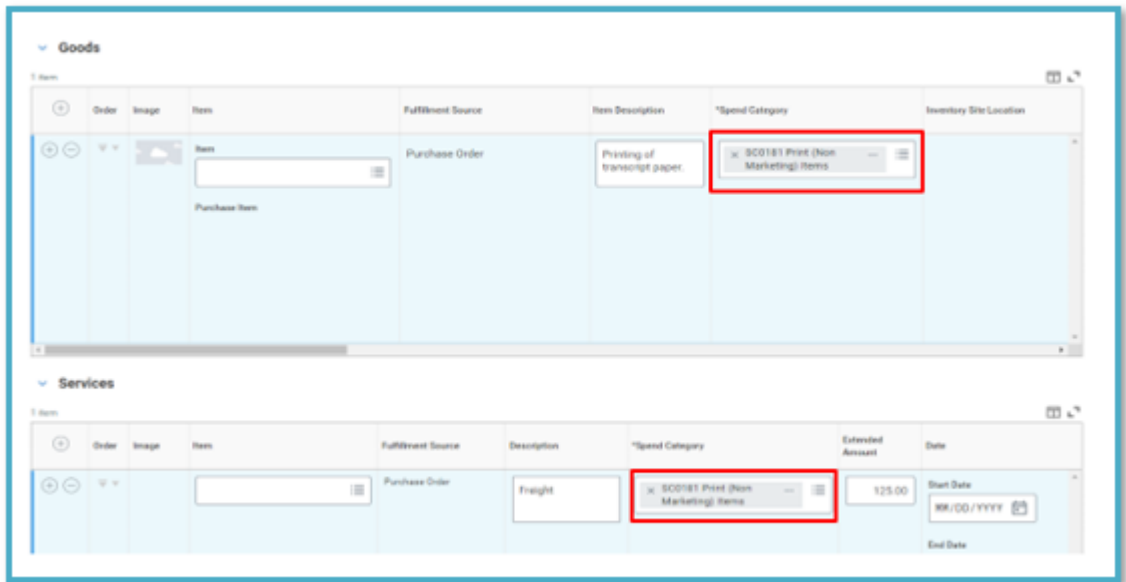 Goods
1 item
Order Image Item Fulfillment Source Item Description *Spend Category Inventory Site Location
Item
Purchase Order
Printing of
transcript paper.
× SC0181 Print (Non
Marketing) Items
Purchase Item
Services
1 item
Order Image Item Fulfillment Source Description *Spend Category Extended
Amount Date
Purchase Order
Freight
× SC0181 Print (Non
Marketing) Items
125.00
Start Date
MM/DD/YYYY
End Date